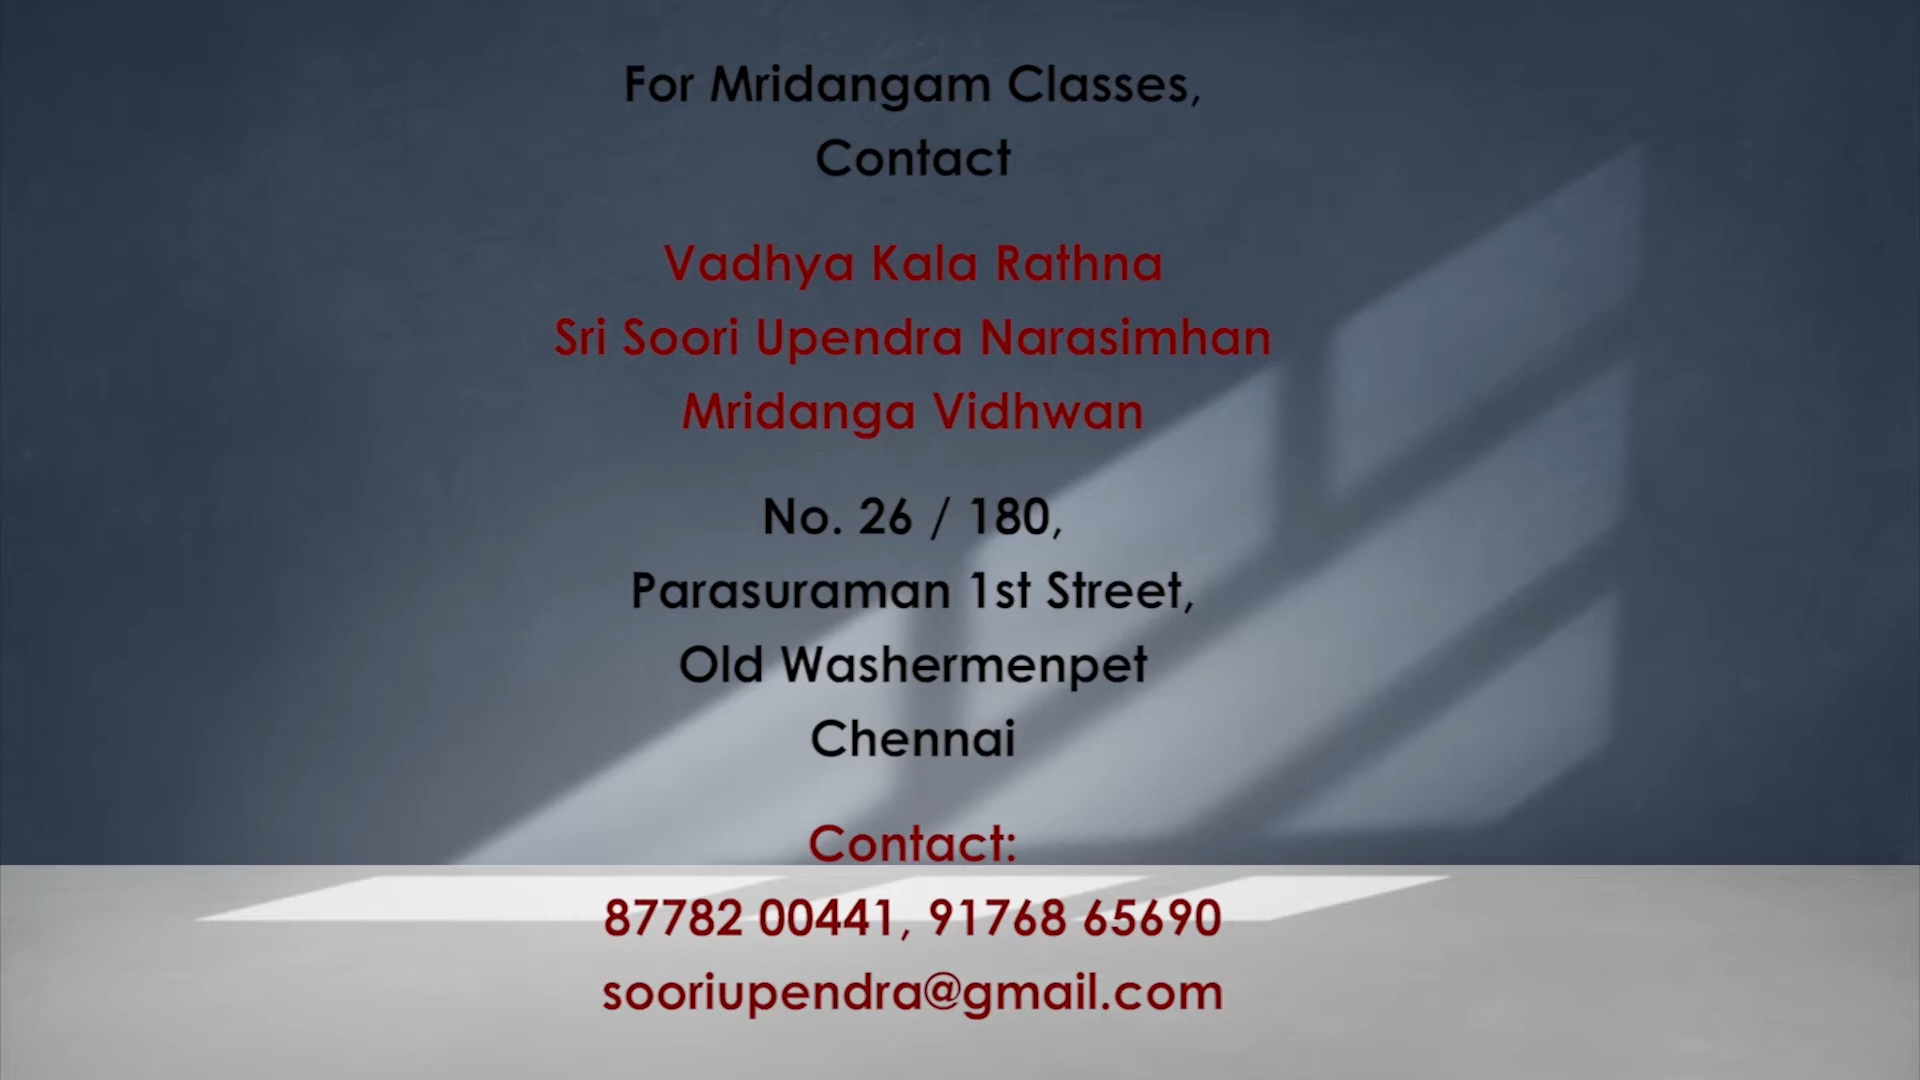 For Mridangam Classes,
Contact
Vadhya Kala Rathna
Sri Soori Upendra Narasimhan
Mridanga Vidhwan
No. 26 / 180,
Parasuraman 1st Street,
Old Washermenpet
Chennai
Contact:
87782 00441, 91768 65690
sooriupendra@gmail.com